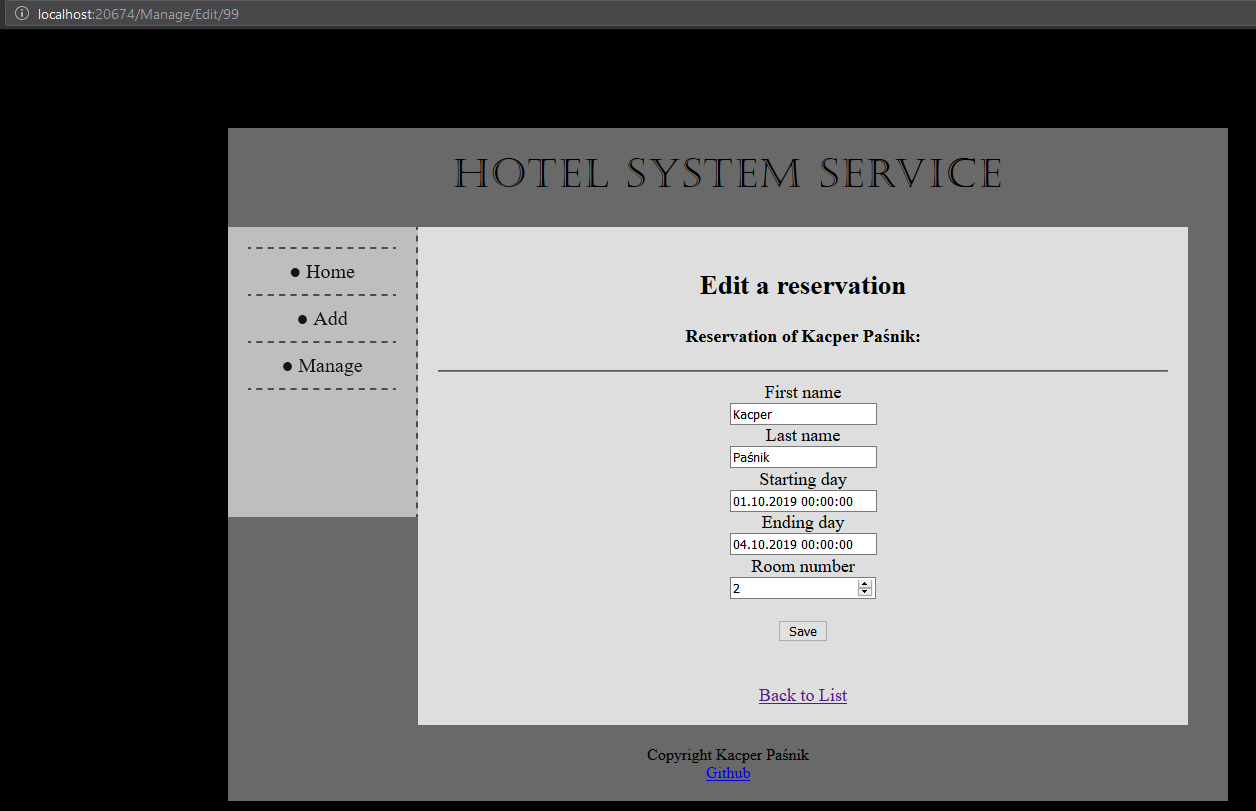 localhost:20674/Manage/Edit/99
HOTEL SYSTEM SERVICE
● Home
● Add
● Manage
Edit a reservation
Reservation of Kacper Paśnik:
First name
Kacper
Last name
Paśnik
Starting day
01.10.2019 00:00:00
Ending day
04.10.2019 00:00:00
Room number
2
Save
Back to List
Copyright Kacper Paśnik
Github